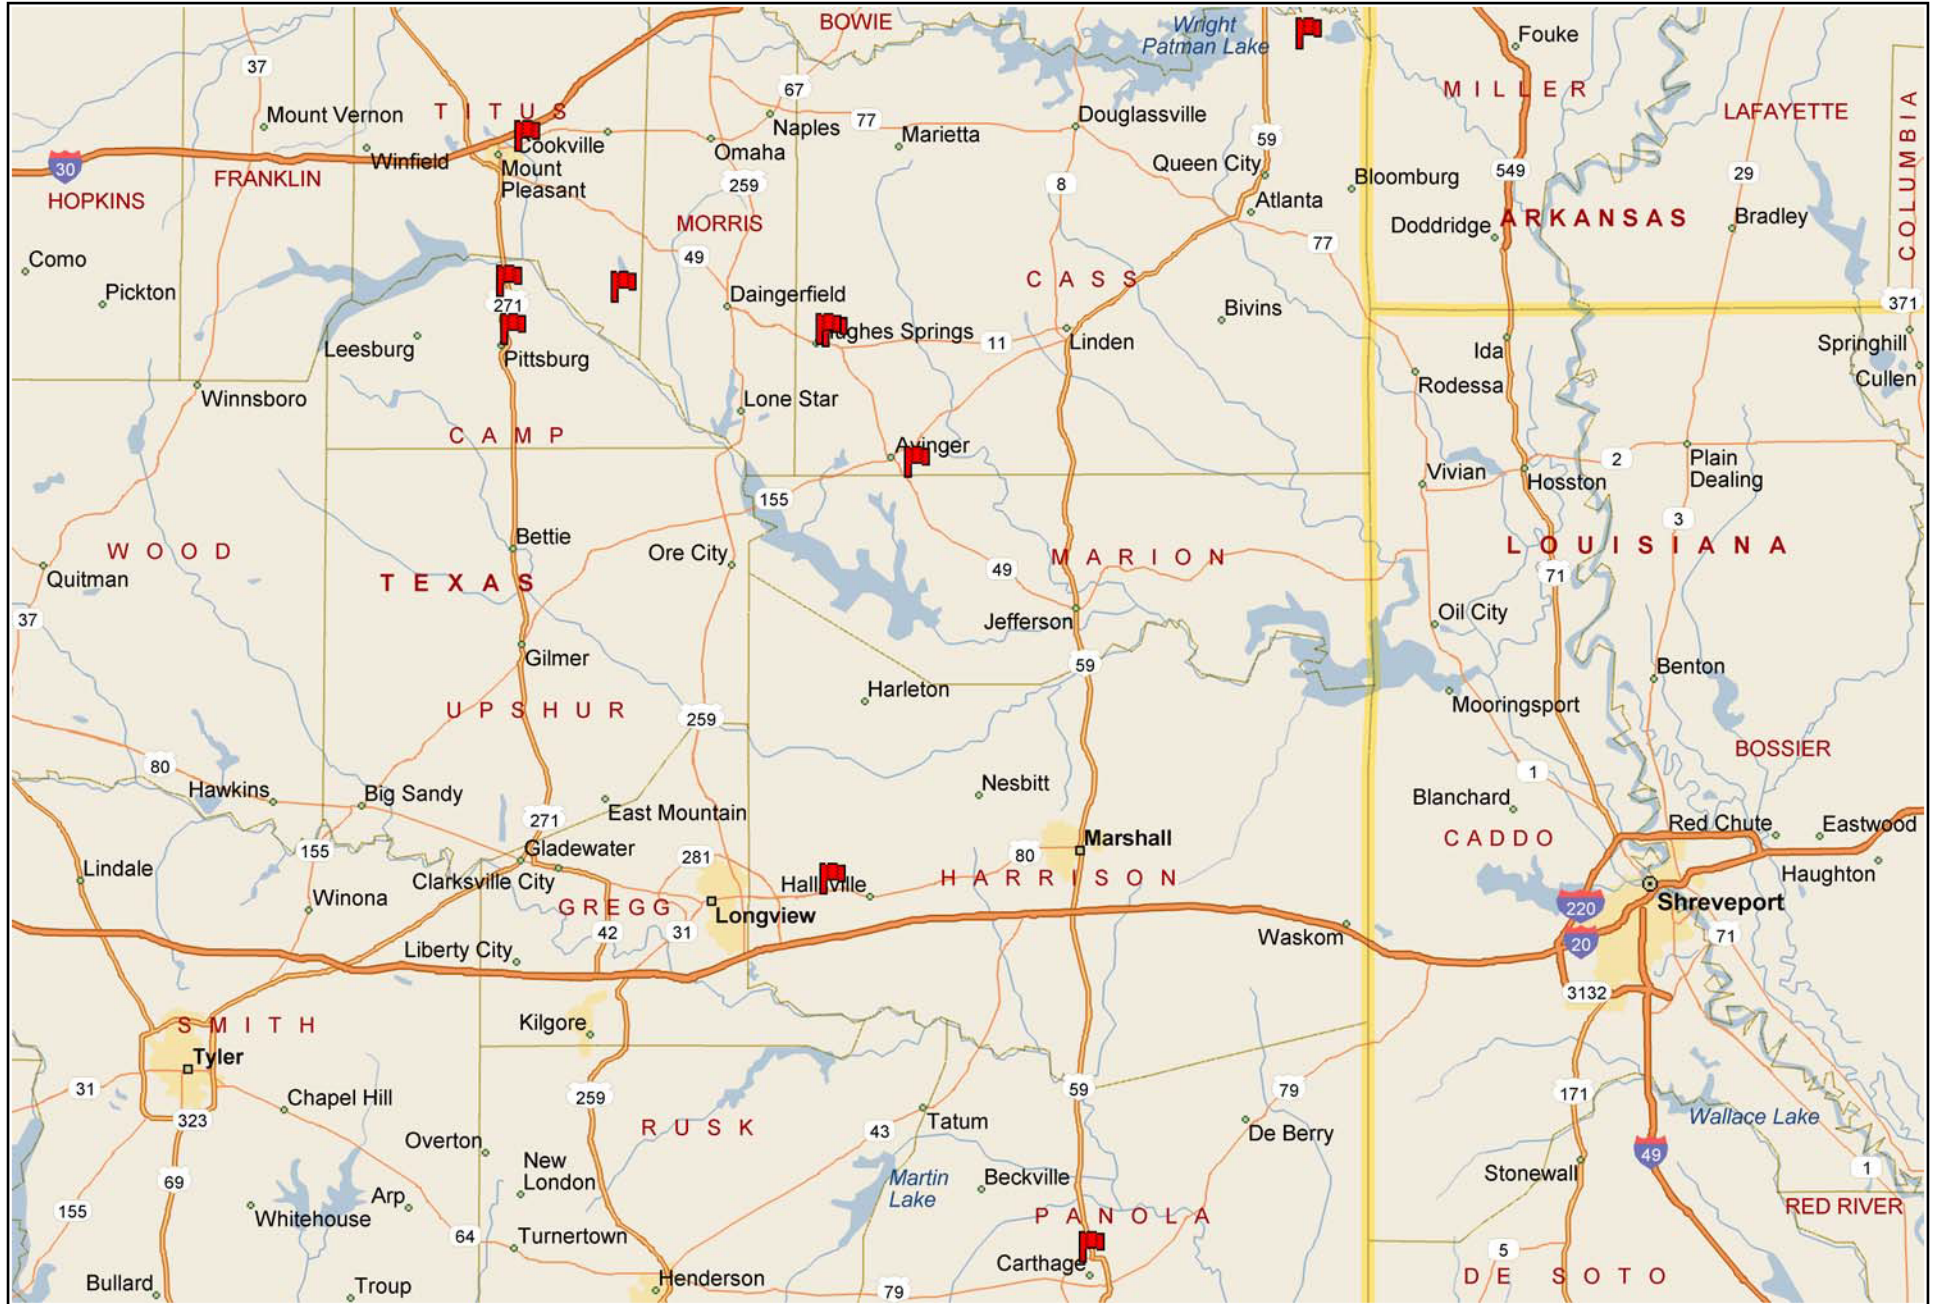 BOWIE
Wright
Patman Lake
Fouke
37
67
MILLER
Mount Vernon
TITUS
Naples
77
Marietta
Douglassville
LAFAYETTE
COLUMBIA
Cookville
Omaha
59
Winfield
30
Mount
Pleasant
Queen City
Bloomburg
549
29
HOPKINS
FRANKLIN
259
8
Atlanta
MORRIS
Doddridge
ARKANSAS
Bradley
77
49
Como
CASS
Pickton
Daingerfield
271
Bivins
371
Leesburg
Pittsburg
ughes Springs
11
Linden
Ida
Springhill
Rodessa
Cullen
Winnsboro
Lone Star
CAMP
Avinger
Vivian
2
Plain
Dealing
Hosston
155
3
WOOD
Bettie
Ore City
MARION
LOUISIANA
Quitman
TEXAS
49
71
37
Jefferson
Oil City
Gilmer
59
Benton
Harleton
Mooringsport
UPSHUR
259
BOSSIER
80
1
Hawkins
Big Sandy
Nesbitt
Blanchard
271
East Mountain
Red Chute
Eastwood
Marshall
CADDO
155
Gladewater
281
80
Lindale
Clarksville City
Hall ville
HARRISON
Haughton
Winona
GREGG
Longview
220
Shreveport
42
31
Waskom
20
71
Liberty City
3132
SMITH
Kilgore
Tyler
31
259
59
79
171
Chapel Hill
323
RUSK
Tatum
Wallace Lake
43
De Berry
Overton
49
New
London
Martin
Lake
Beckville
Stonewall
1
69
Arp
155
Whitehouse
PANOLA
RED RIVER
64
Turnertown
5
Carthage
Bullard
Troup
Henderson
79
DE SOTO